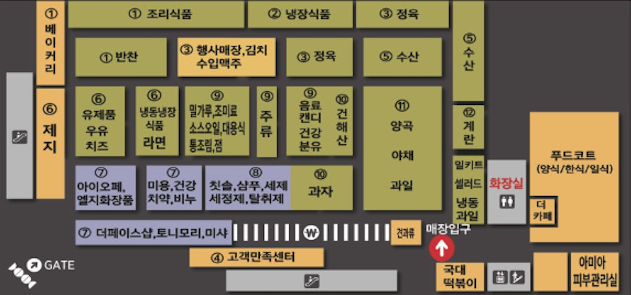 ① 베이커리
① 조리식품
② 냉장식품
③ 정육
⑤ 수산
① 반찬
③ 행사매장,김치
수입맥주
③ 정육
⑤ 수산
⑥ 제지
⑥
유제품
우유
치즈
⑥
냉동냉장
식품
라면
⑨
밀가루,조미료
소스오일,대용식
통조림,점
⑨ 주류
⑨
음료
캔디
건강
분유
⑩ 건해산
⑪
양곡
야채
과일
⑫
계란
푸드코트
(양식/한식/일식)
⑦
아이오페,
엘지화장품
⑦
미용,건강
치약,비누
⑧
칫솔,샴푸,세제
세정제,탈취제
⑩
과자
밀키트
샐러드
냉동
과일
화장실
더
카페
⑦ 더페이스샵,토니모리,미샤
₩
견과류
매장입구
④ 고객만족센터
GATE
국대
떡볶이
아미아
피부관리실